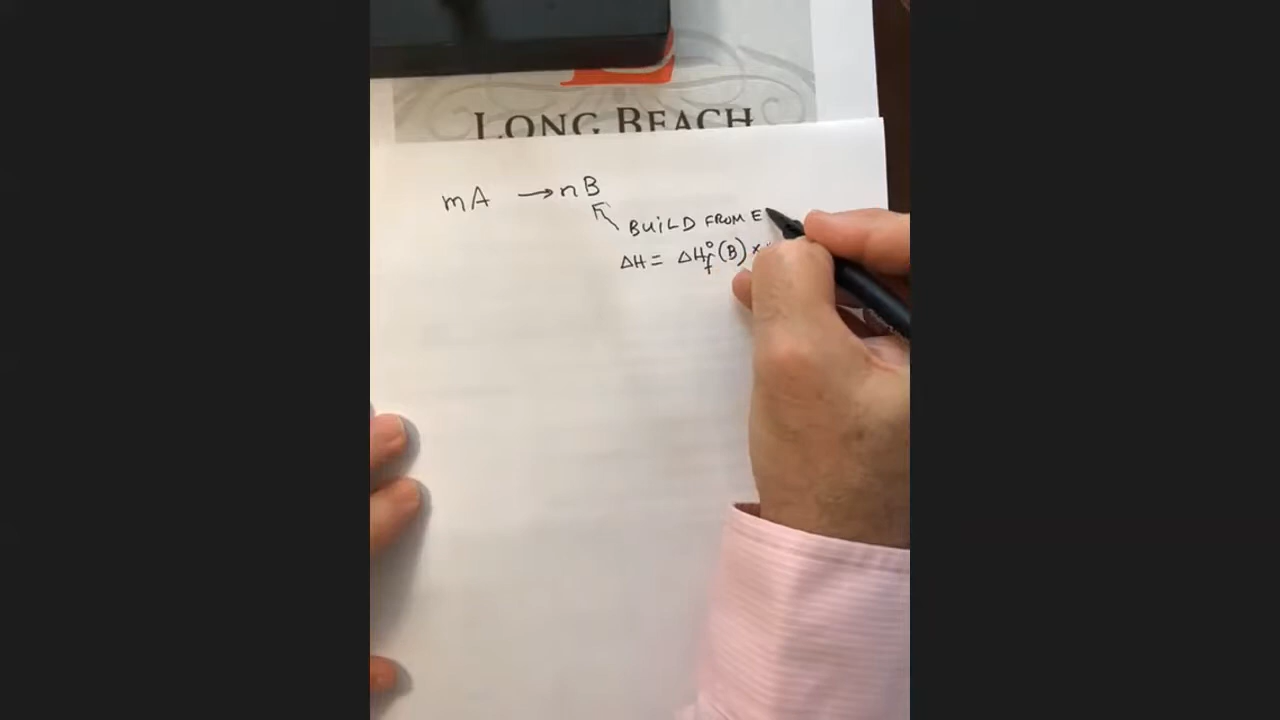 LONG BEACH
mA → nB
BUILD FROM E
ΔH = ΔH°f (B) ×